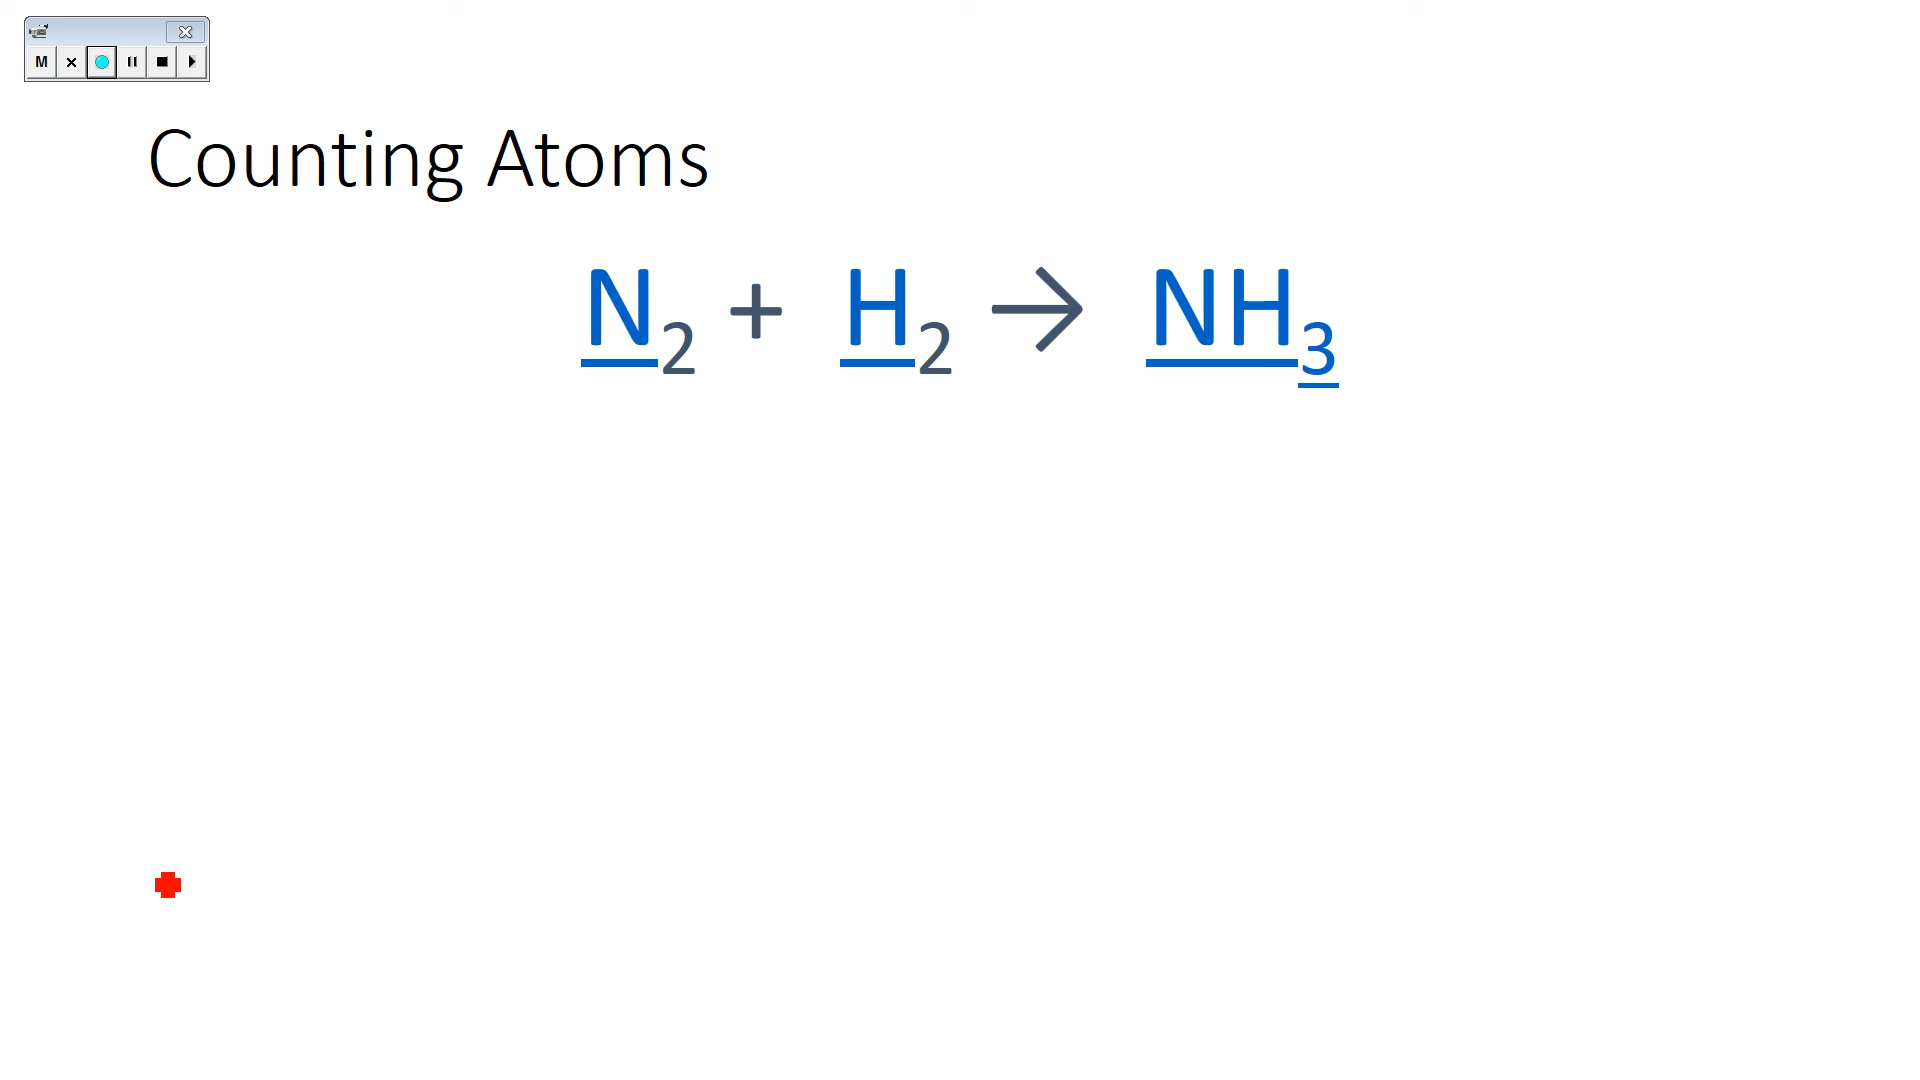 M
Counting Atoms
N₂ + H₂ → NH₃